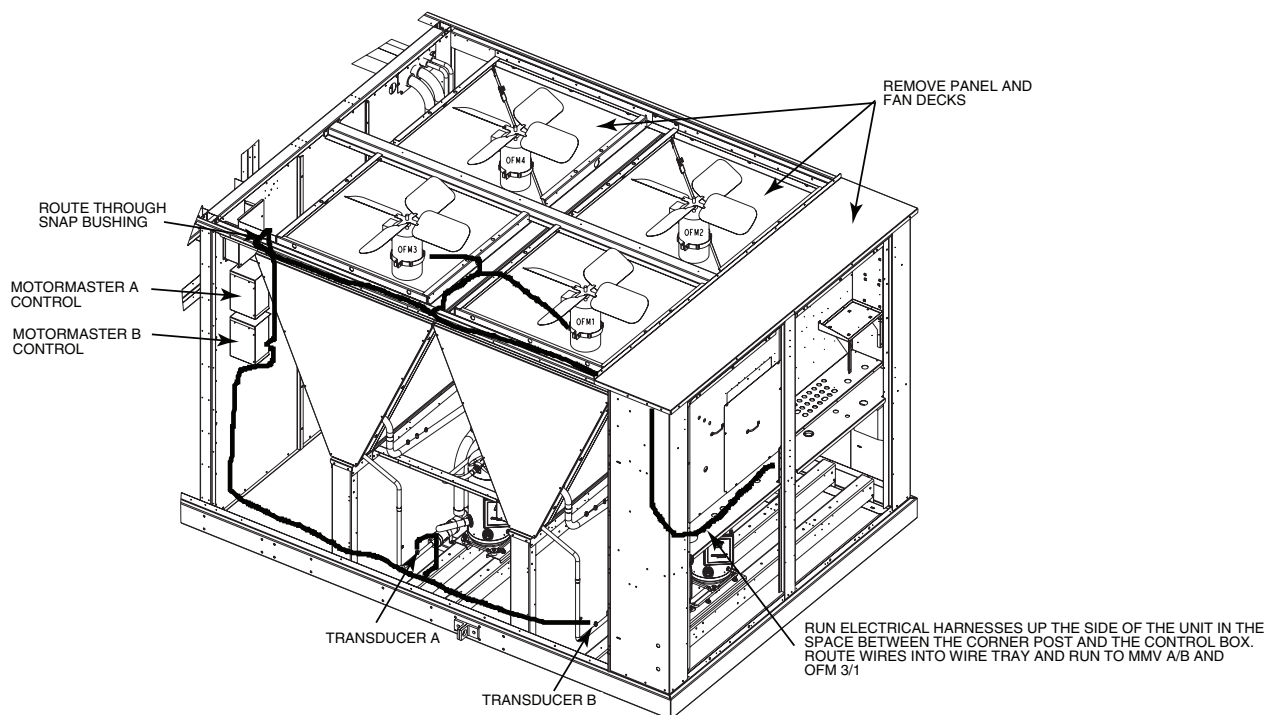 REMOVE PANEL AND
FAN DECKS
OFM4
OFM2
ROUTE THROUGH
SNAP BUSHING
OFM3
MOTORMASTER A
CONTROL
OFM1
MOTORMASTER B
CONTROL
TRANSDUCER A
RUN ELECTRICAL HARNESSES UP THE SIDE OF THE UNIT IN THE
SPACE BETWEEN THE CORNER POST AND THE CONTROL BOX.
ROUTE WIRES INTO WIRE TRAY AND RUN TO MMV A/B AND
OFM 3/1
TRANSDUCER B